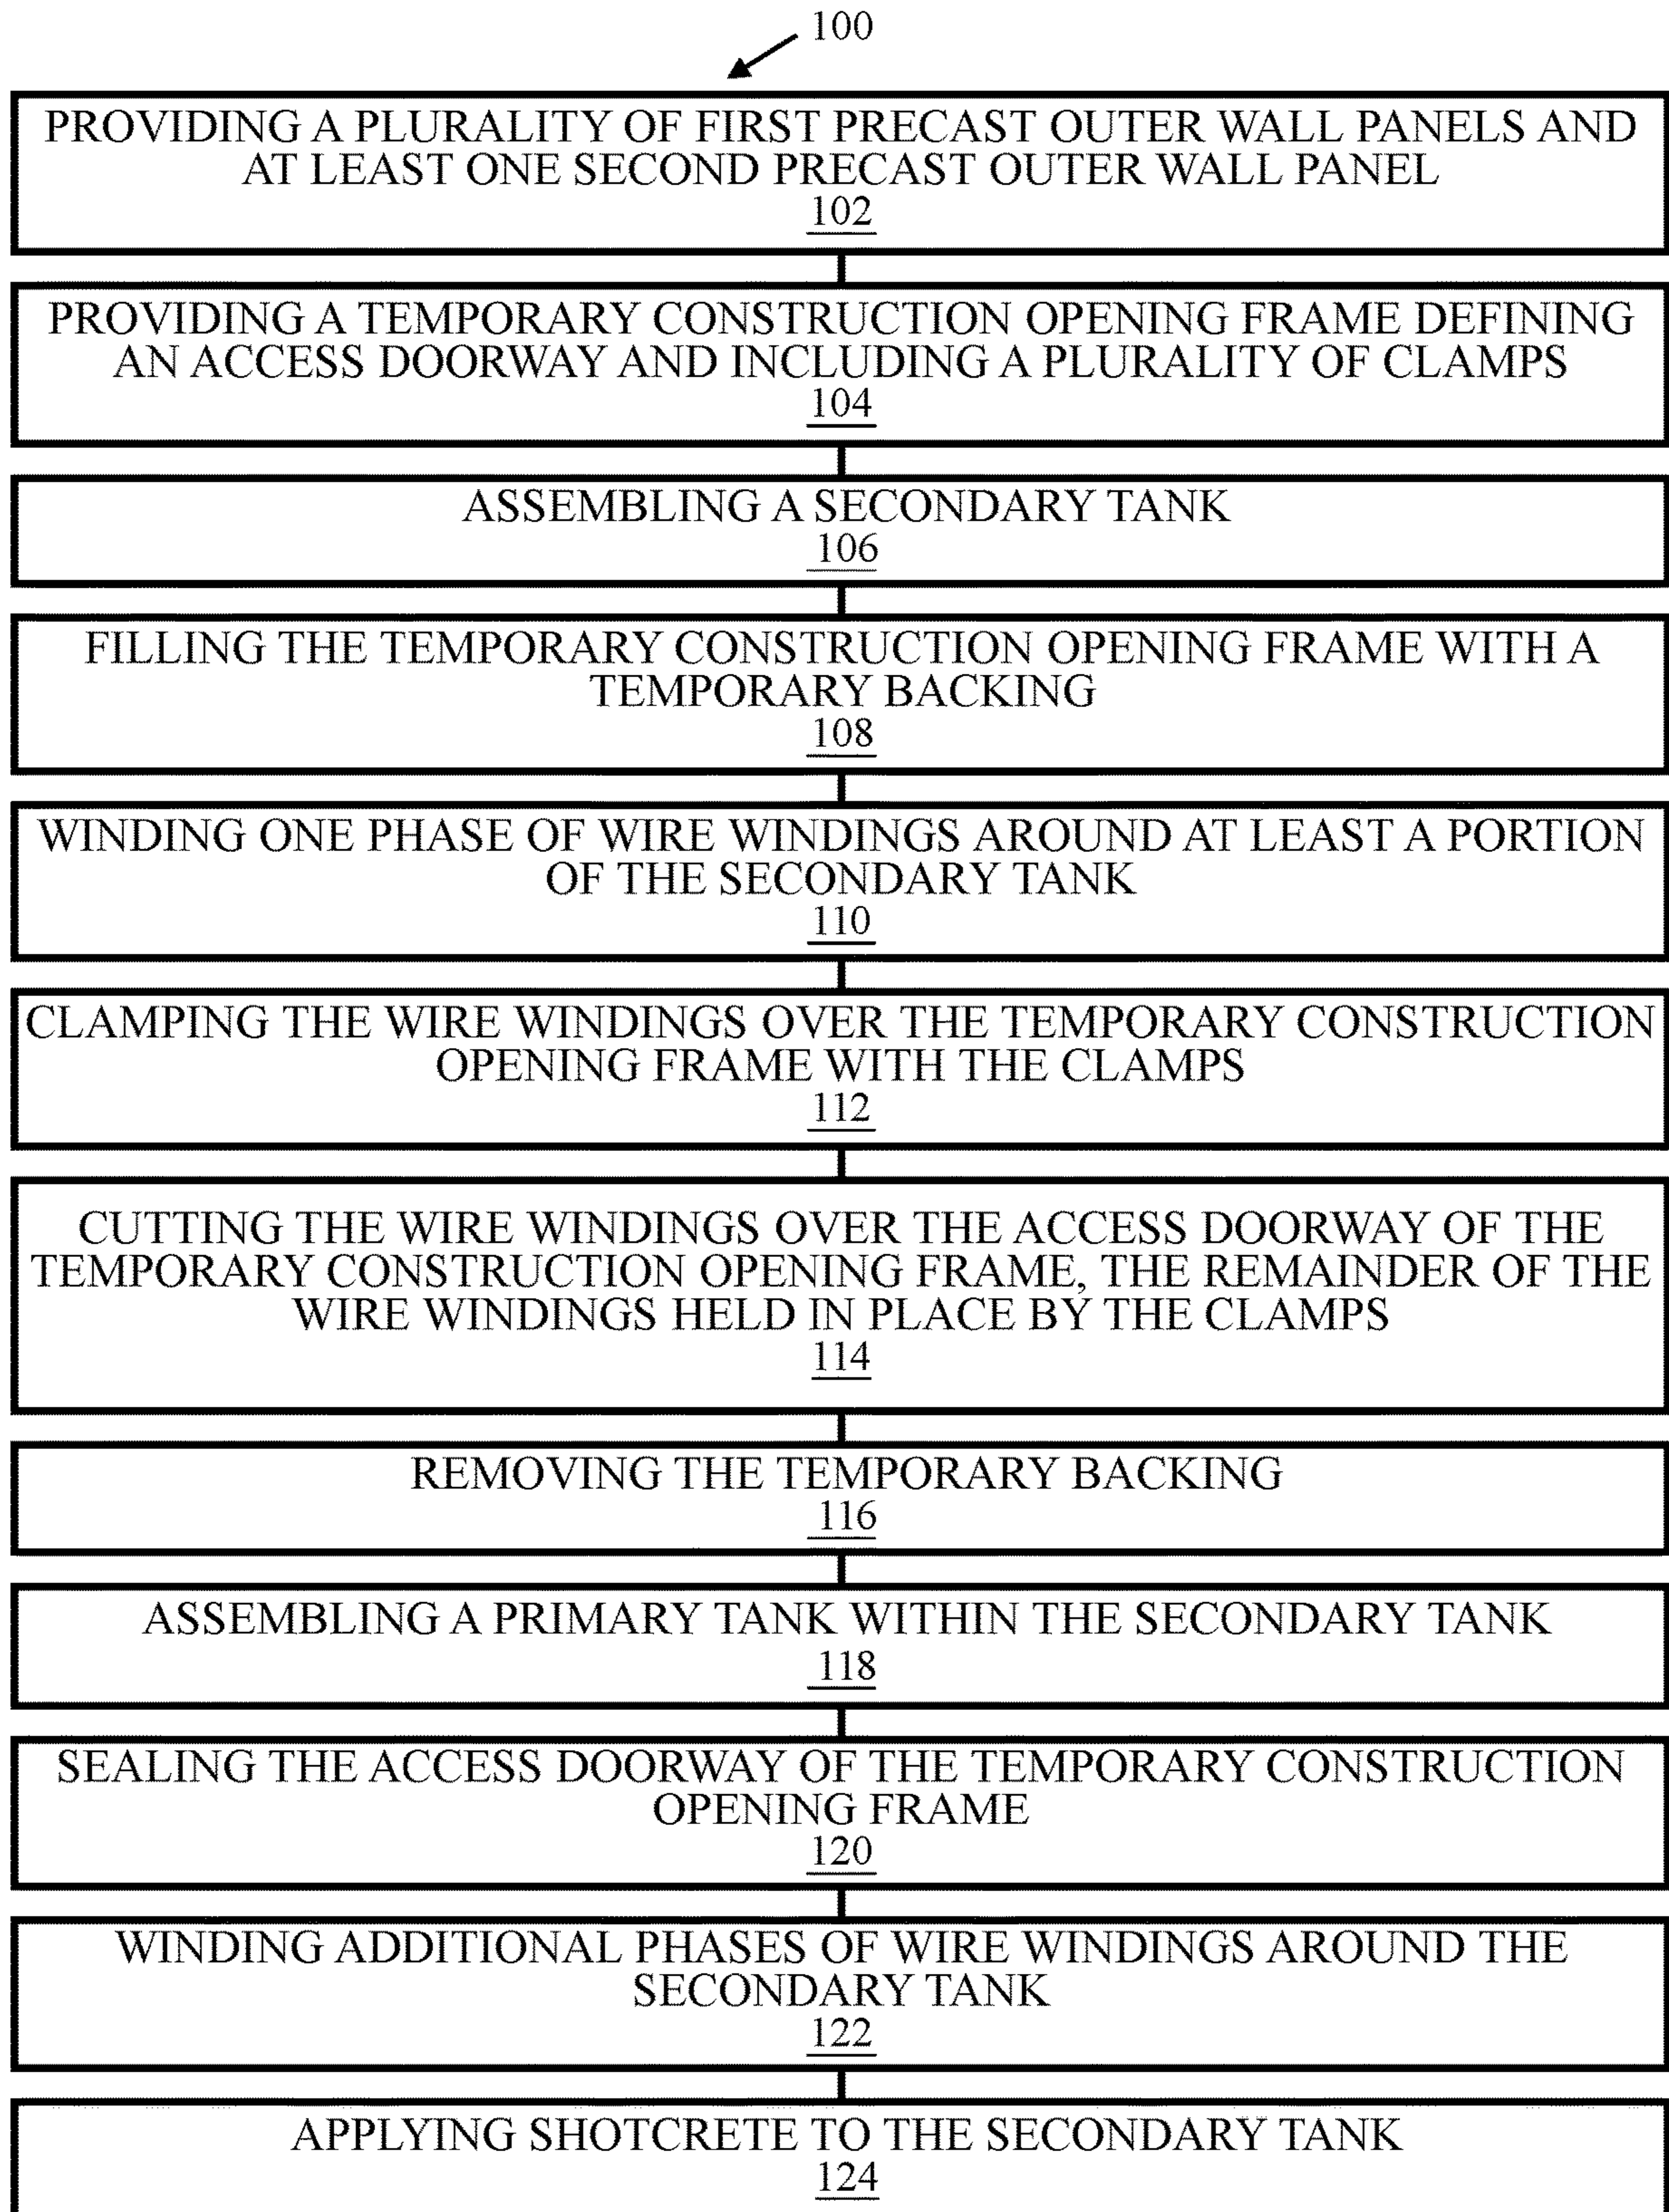 100
PROVIDING A PLURALITY OF FIRST PRECAST OUTER WALL PANELS AND
AT LEAST ONE SECOND PRECAST OUTER WALL PANEL
102
PROVIDING A TEMPORARY CONSTRUCTION OPENING FRAME DEFINING
AN ACCESS DOORWAY AND INCLUDING A PLURALITY OF CLAMPS
104
ASSEMBLING A SECONDARY TANK
106
FILLING THE TEMPORARY CONSTRUCTION OPENING FRAME WITH A
TEMPORARY BACKING
108
WINDING ONE PHASE OF WIRE WINDINGS AROUND AT LEAST A PORTION
OF THE SECONDARY TANK
110
CLAMPING THE WIRE WINDINGS OVER THE TEMPORARY CONSTRUCTION
OPENING FRAME WITH THE CLAMPS
112
CUTTING THE WIRE WINDINGS OVER THE ACCESS DOORWAY OF THE
TEMPORARY CONSTRUCTION OPENING FRAME, THE REMAINDER OF THE
WIRE WINDINGS HELD IN PLACE BY THE CLAMPS
114
REMOVING THE TEMPORARY BACKING
116
ASSEMBLING A PRIMARY TANK WITHIN THE SECONDARY TANK
118
SEALING THE ACCESS DOORWAY OF THE TEMPORARY CONSTRUCTION
OPENING FRAME
120
WINDING ADDITIONAL PHASES OF WIRE WINDINGS AROUND THE
SECONDARY TANK
122
APPLYING SHOTCRETE TO THE SECONDARY TANK
124